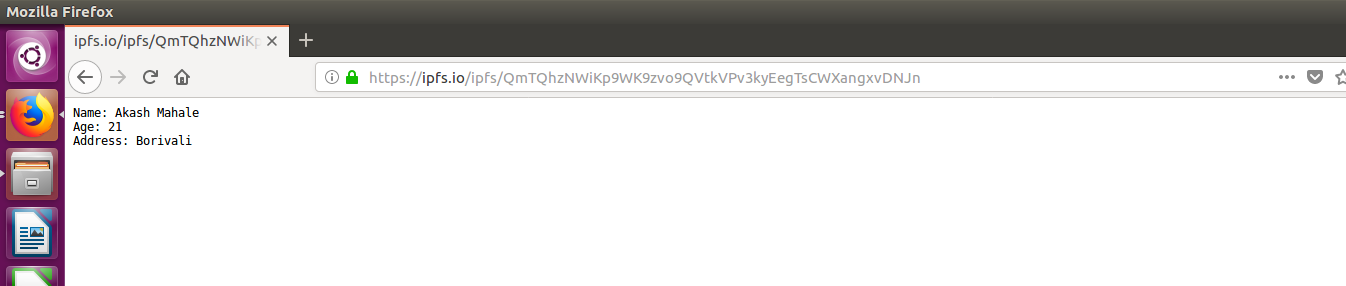 Mozilla Firefox
ipfs.io/ipfs/QmTQhzNWiKp
https://ipfs.io/ipfs/QmTQhzNWiKp9WK9zvo9QVtkVPv3kyEegTsCWXangxvDNJn
Name: Akash Mahale
Age: 21
Address: Borivali